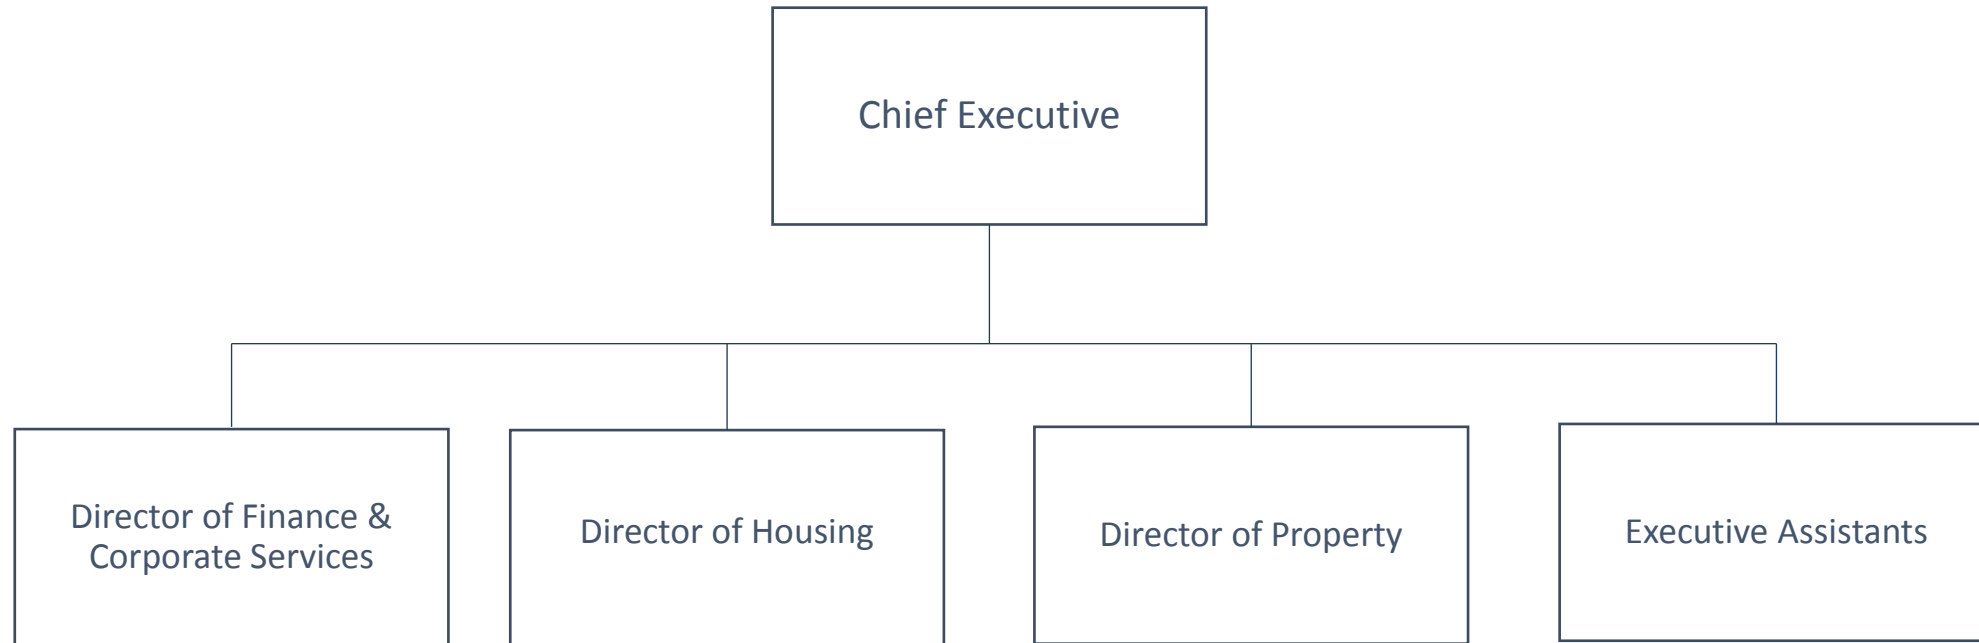 Chief Executive
Director of Finance &
Corporate Services
Director of Housing
Director of Property
Executive Assistants